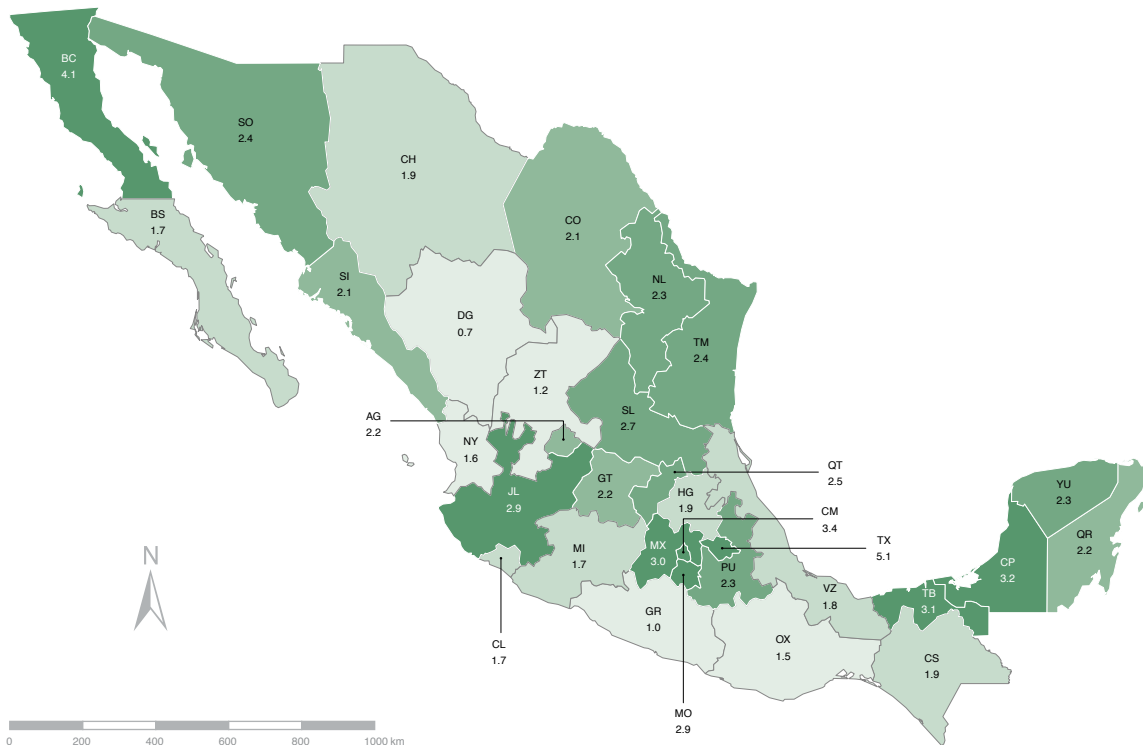 BC
4.1
SO
2.4
CH
1.9
BS
1.7
CO
2.1
SI
2.1
NL
2.3
DG
0.7
TM
2.4
ZT
1.2
AG
2.2
SL
2.7
NY
1.6
QT
2.5
GT
2.2
JL
2.9
HG
1.9
YU
2.3
CM
3.4
QR
2.2
TX
5.1
MX
3.0
MI
1.7
PU
2.3
CP
3.2
N
VZ
1.8
TB
3.1
GR
1.0
OX
1.5
CL
1.7
CS
1.9
MO
2.9
0 200 400 600 800 1000 km